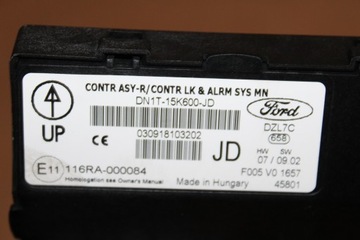 CONTR ASY-R/CONTR LK & ALRM SYS MN
DN1T-15K600-JD
Ford
UP
CE
030918103202
DZL7C
658
JD
HW SW
07 / 09.02
E11 116RA-000084
F005 V0 1657
Homologation see Owner's Manual
Made in Hungary
45801